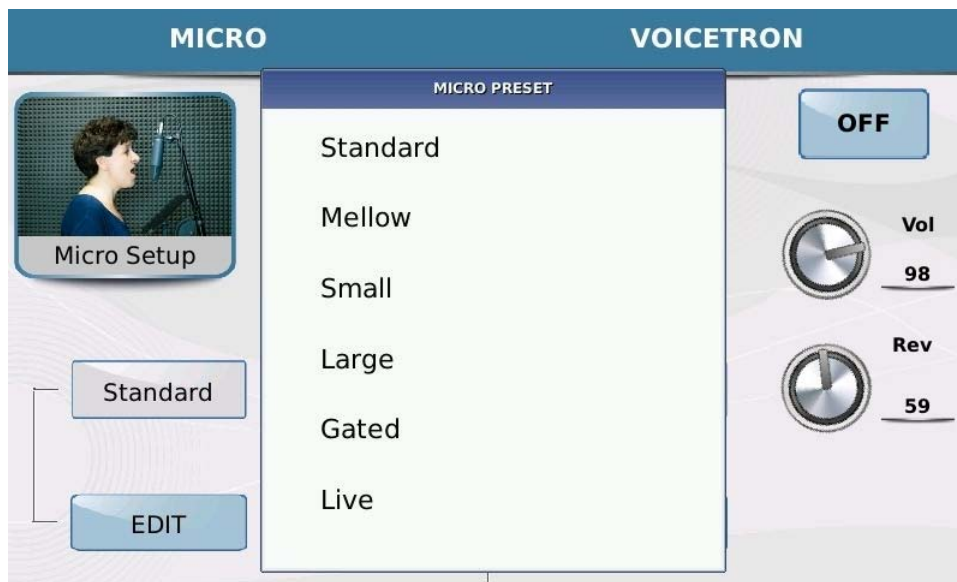 MICRO
VOICETRON
MICRO PRESET
Micro Setup
Standard
EDIT
Standard
Mellow
Small
Large
Gated
Live
OFF
Vol
98
Rev
59